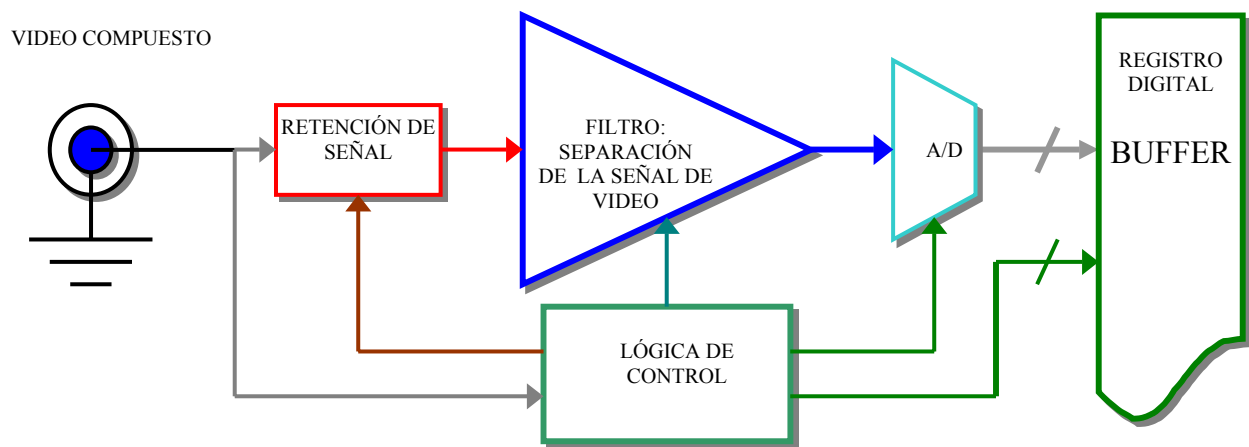 VIDEO COMPUESTO
RETENCIÓN DE
SEÑAL
FILTRO:
SEPARACIÓN
DE LA SEÑAL DE
VIDEO
A/D
REGISTRO
DIGITAL
BUFFER
LÓGICA DE
CONTROL